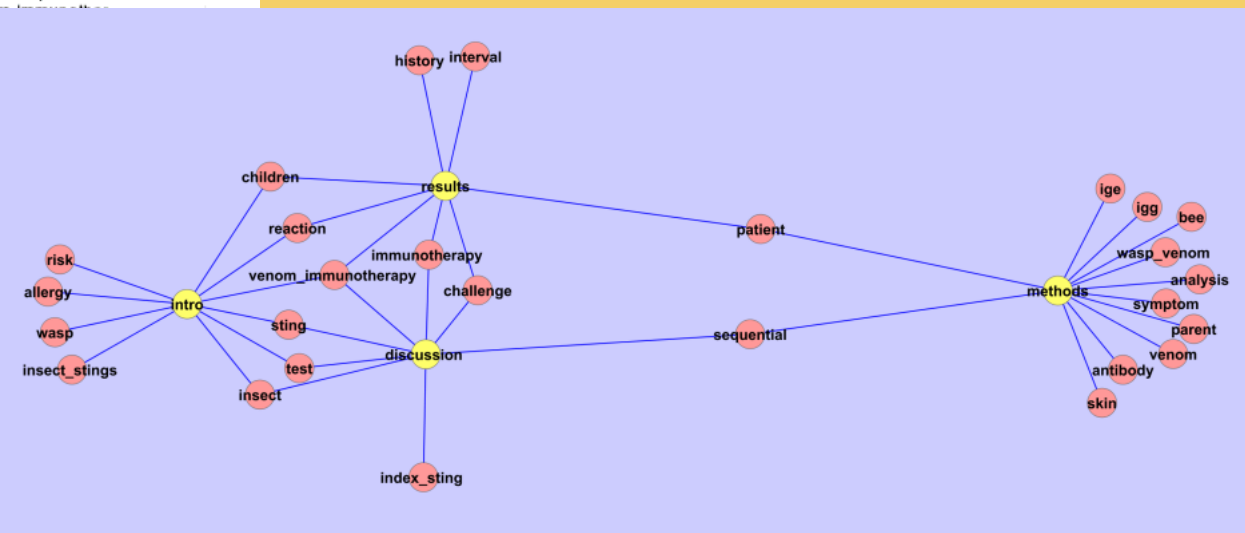 history
interval
children
results
ige
igg
bee
reaction
patient
immunotherapy
wasp_venom
risk
venom_immunotherapy
analysis
allergy
challenge
methods
intro
symptom
sting
parent
wasp
sequential
discussion
venom
insect_stings
test
antibody
insect
skin
index_sting